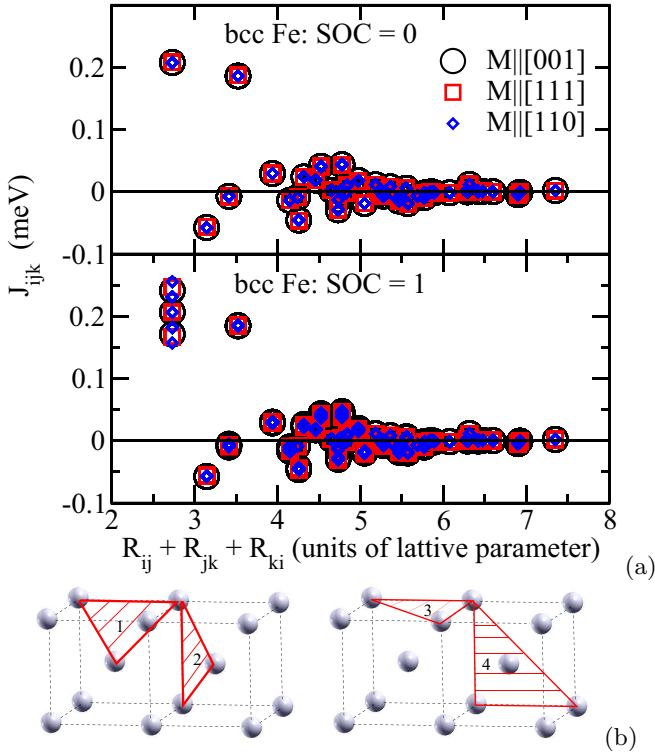 bcc Fe: SOC = 0
M||[001]
M||[111]
M||[110]
0.2
0.1
0
-0.1
bcc Fe: SOC = 1
0.2
0.1
0
-0.1
J_ijk (meV)
2 3 4 5 6 7 8
R_ij + R_jk + R_ki (units of lattive parameter)
(a)
1
2
3
4
(b)